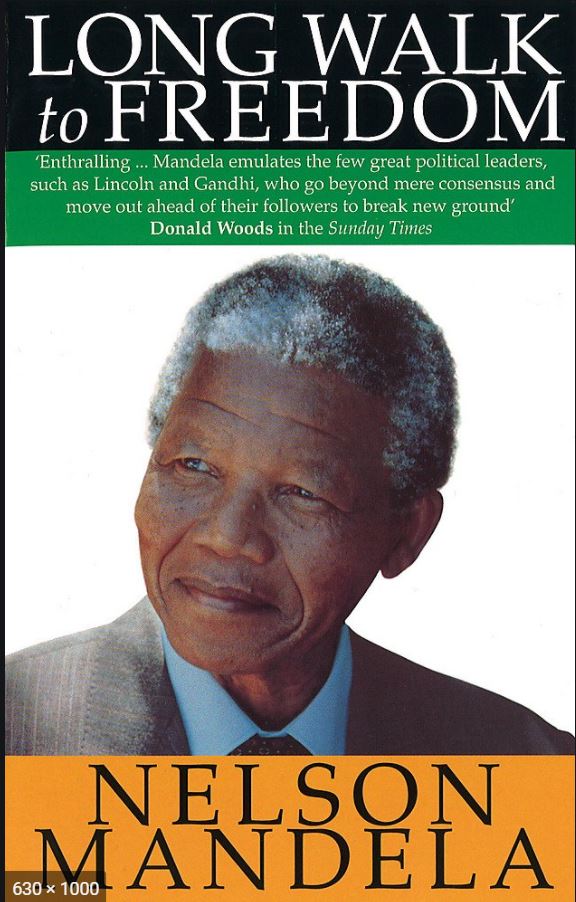 LONG WALK
to FREEDOM
‘Enthralling ... Mandela emulates the few great political leaders,
such as Lincoln and Gandhi, who go beyond mere consensus and
move out ahead of their followers to break new ground’
Donald Woods in the Sunday Times
NELSON
MANDELA
630 × 1000